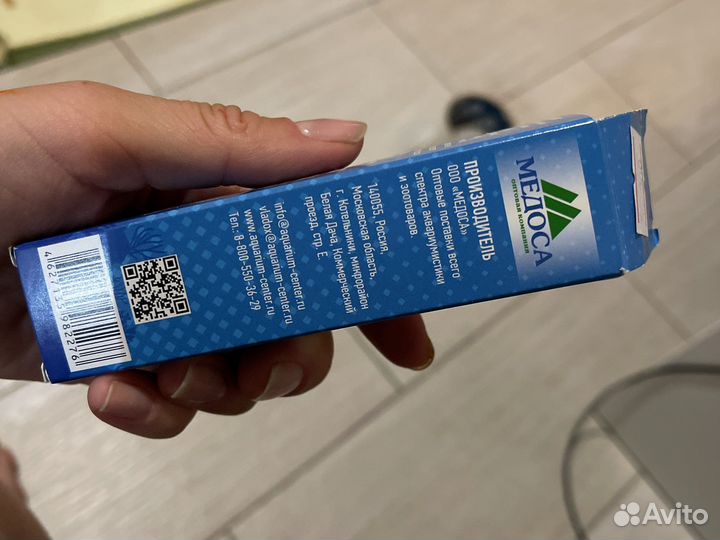 МЕДОСА
ОПТОВАЯ КОМПАНИЯ
ПРОИЗВОДИТЕЛЬ
ООО «МЕДОСА»
Оптовые поставки всего
спектра аквариумистики
и зоотоваров.
140055, Россия,
Московская область,
г. Котельники, микрорайон
Белая Дача, Коммерческий
проезд, стр. Е
info@aquarium-center.ru
vladox@aquarium-center.ru
www.aquarium-center.ru
Тел.: 8-800-550-36-29
Avito